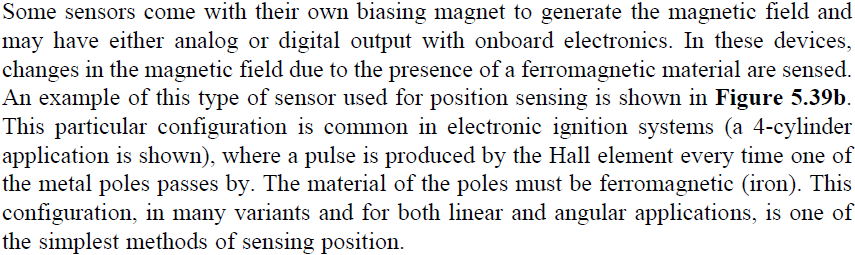 Some sensors come with their own biasing magnet to generate the magnetic field and
may have either analog or digital output with onboard electronics. In these devices,
changes in the magnetic field due to the presence of a ferromagnetic material are sensed.
An example of this type of sensor used for position sensing is shown in Figure 5.39b.
This particular configuration is common in electronic ignition systems (a 4-cylinder
application is shown), where a pulse is produced by the Hall element every time one of
the metal poles passes by. The material of the poles must be ferromagnetic (iron). This
configuration, in many variants and for both linear and angular applications, is one of
the simplest methods of sensing position.